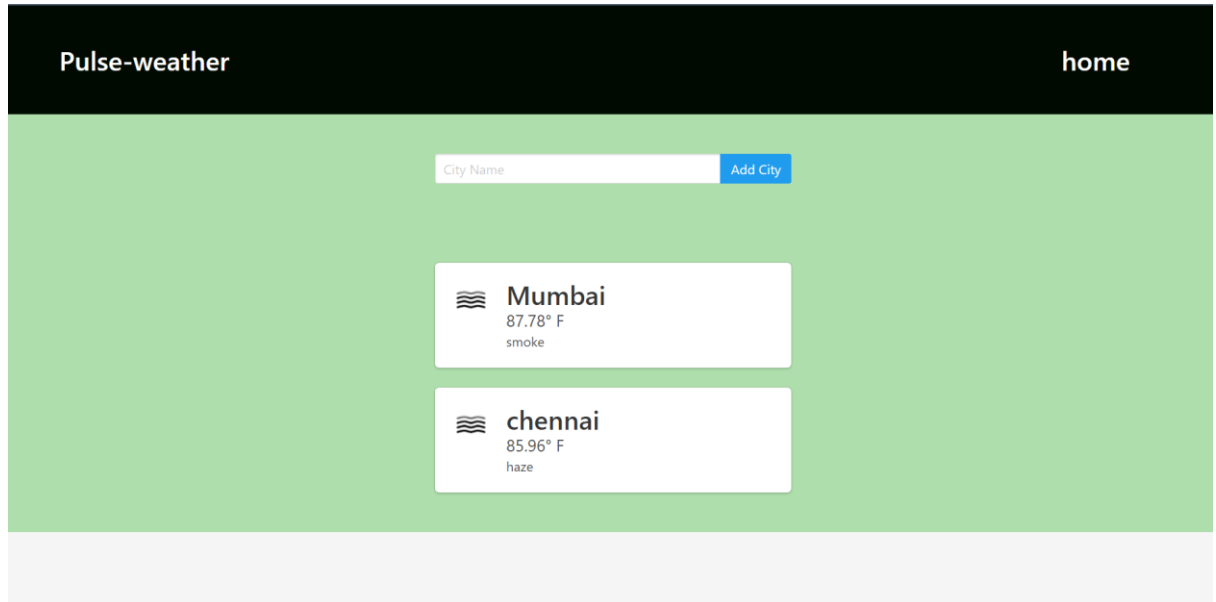 Pulse-weather
home
City Name
Add City
Mumbai
87.78° F
smoke
chennai
85.96° F
haze